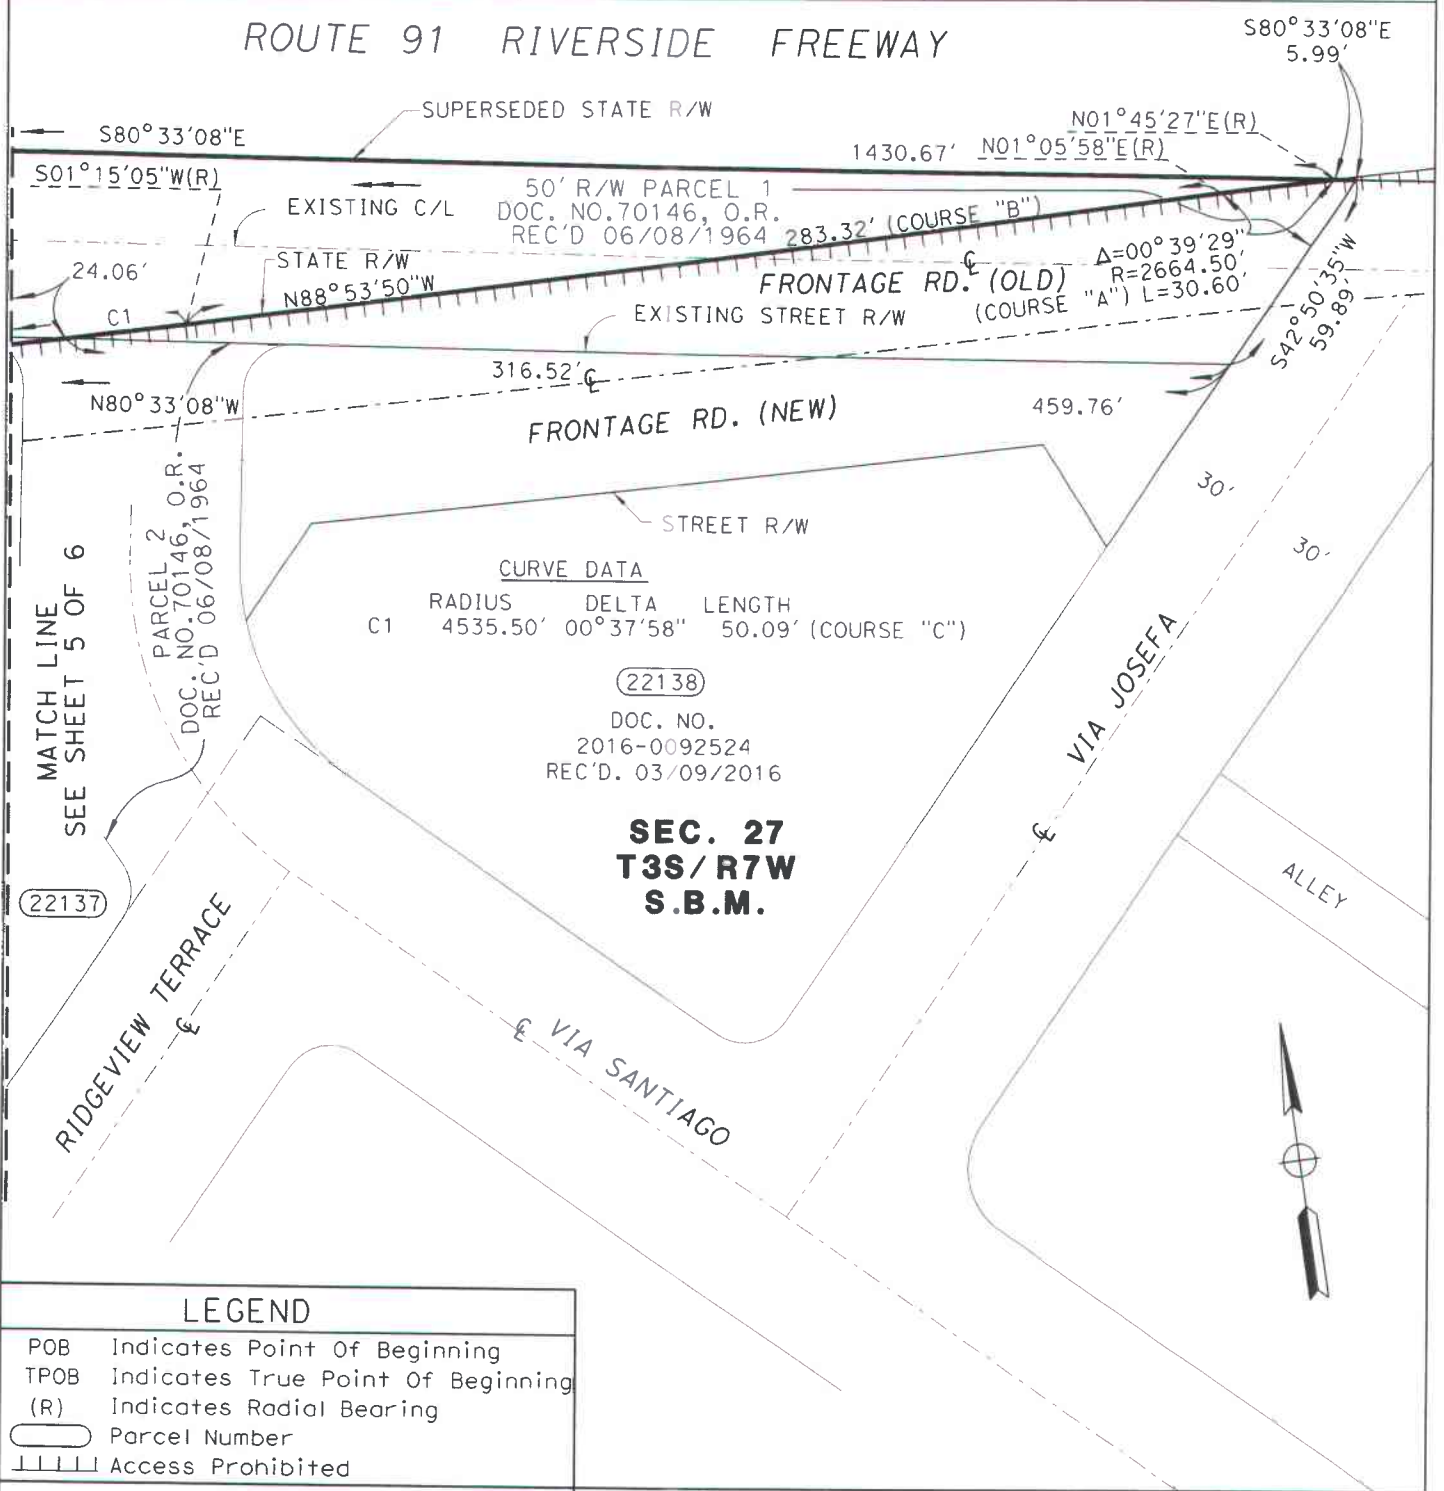 ROUTE 91 RIVERSIDE FREEWAY
S80°33'08"E
5.99'
SUPERSEDED STATE R/W
N01°45'27"E(R)
S80°33'08"E
1430.67'
N01°05'58"E(R)
S01°15'05"W(R)
50' R/W PARCEL 1
DOC. NO.70146, O.R.
REC'D 06/08/1964
EXISTING C/L
283.32' (COURSE "B")
STATE R/W
24.06'
N88°53'50"W
FRONTAGE RD. (OLD)
Δ=00°39'29"
R=2664.50'
(COURSE "A") L=30.60'
S42°50'35"W
59.89'
C1
EXISTING STREET R/W
316.52'
N80°33'08"W
FRONTAGE RD. (NEW)
459.76'
30'
30'
PARCEL 2
DOC. NO.70146, O.R.
REC'D 06/08/1964
STREET R/W
MATCH LINE
SEE SHEET 5 OF 6
CURVE DATA
RADIUS DELTA LENGTH
C1 4535.50' 00°37'58" 50.09' (COURSE "C")
22138
DOC. NO.
2016-0092524
REC'D. 03/09/2016
VIA JOSEFA
SEC. 27
T3S/R7W
S.B.M.
22137
ALLEY
RIDGEVIEW TERRACE
VIA SANTIAGO
LEGEND
POB Indicates Point Of Beginning
TPOB Indicates True Point Of Beginning
(R) Indicates Radial Bearing
Parcel Number
Access Prohibited